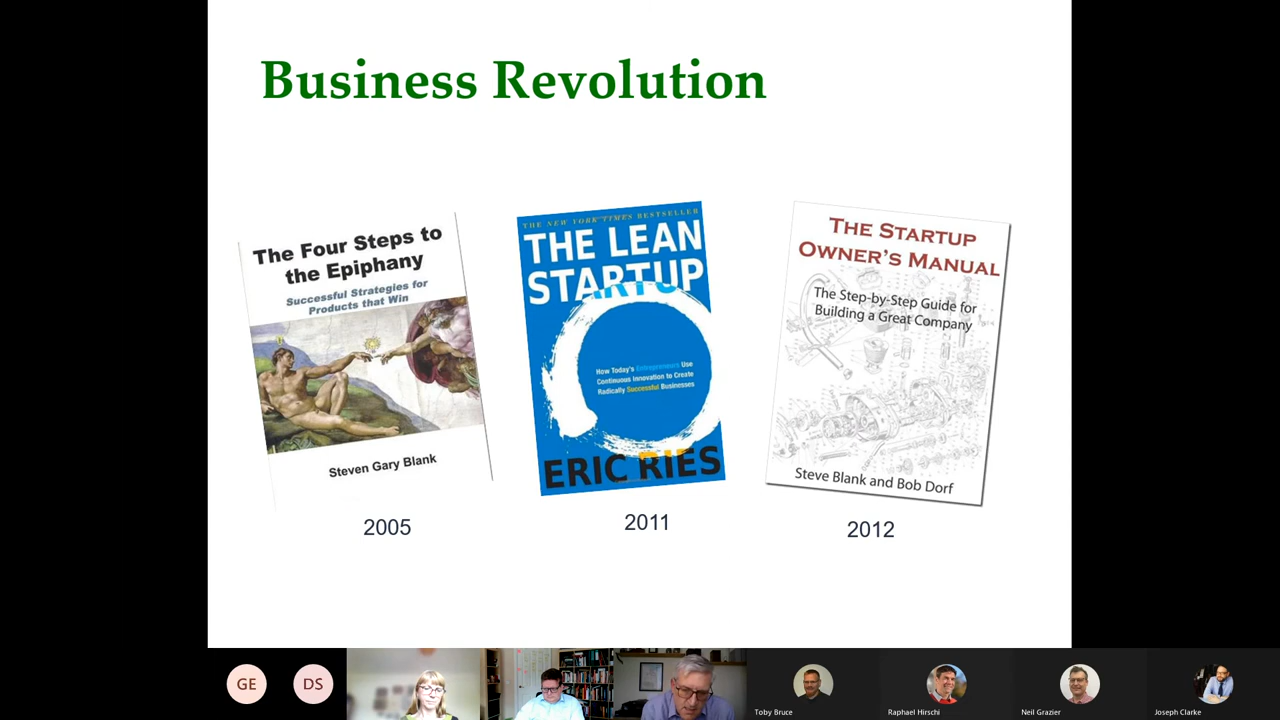 Business Revolution
The Four Steps to
the Epiphany
Successful Strategies for
Products that Win
Steven Gary Blank
2005
THE NEW YORK TIMES BESTSELLER
THE LEAN
STARTUP
How Today's Entrepreneurs Use
Continuous Innovation to Create
Radically Successful Businesses
ERIC RIES
2011
THE STARTUP
OWNER'S MANUAL
The Step-by-Step Guide for
Building a Great Company
Steve Blank and Bob Dorf
2012
GE
DS
Toby Bruce
Raphael Hirschi
Neil Grazier
Joseph Clarke